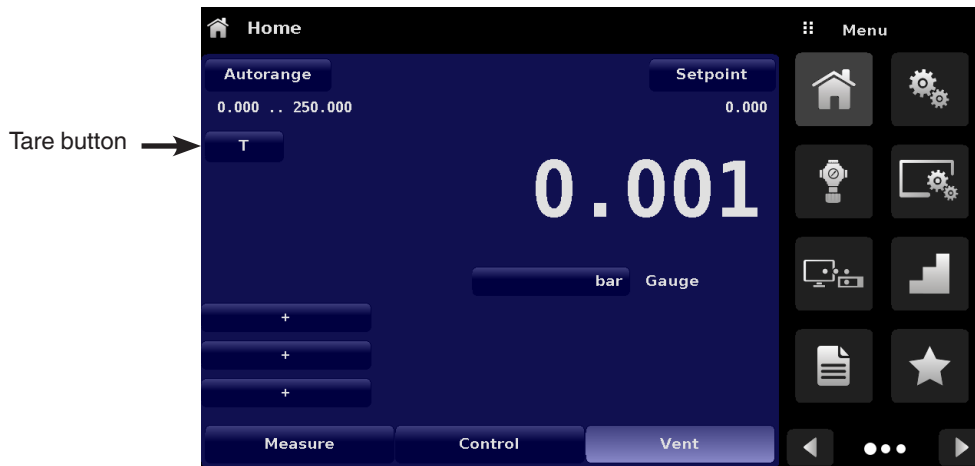 Home
Menu
Autorange
Setpoint
0.000 .. 250.000
0.000
Tare button
T
0.001
bar Gauge
+
+
+
Measure
Control
Vent